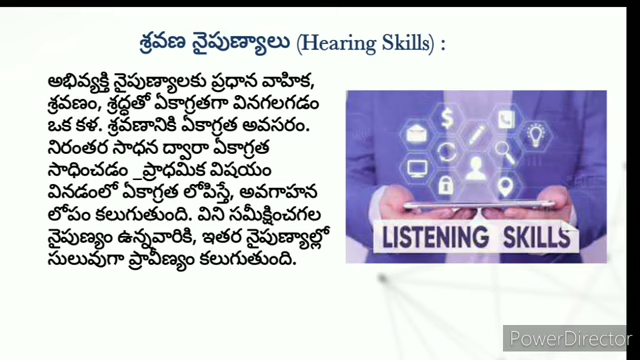 శ్రవణ నైపుణ్యాలు (Hearing Skills) :
అభివ్యక్తి నైపుణ్యాలకు ప్రధాన వాహిక,
శ్రవణం, శ్రద్ధతో ఏకాగ్రతగా వినగలగడం
ఒక కళ. శ్రవణానికి ఏకాగ్రత అవసరం.
నిరంతర సాధన ద్వారా ఏకాగ్రత
సాధించడం _ప్రాధమిక విషయం
వినడంలో ఏకాగ్రత లోపిస్తే, అవగాహన
లోపం కలుగుతుంది. విని సమీక్షించగల
నైపుణ్యం ఉన్నవారికి, ఇతర నైపుణ్యాల్లో
సులువుగా ప్రావీణ్యం కలుగుతుంది.
LISTENING SKILLS
PowerDirector